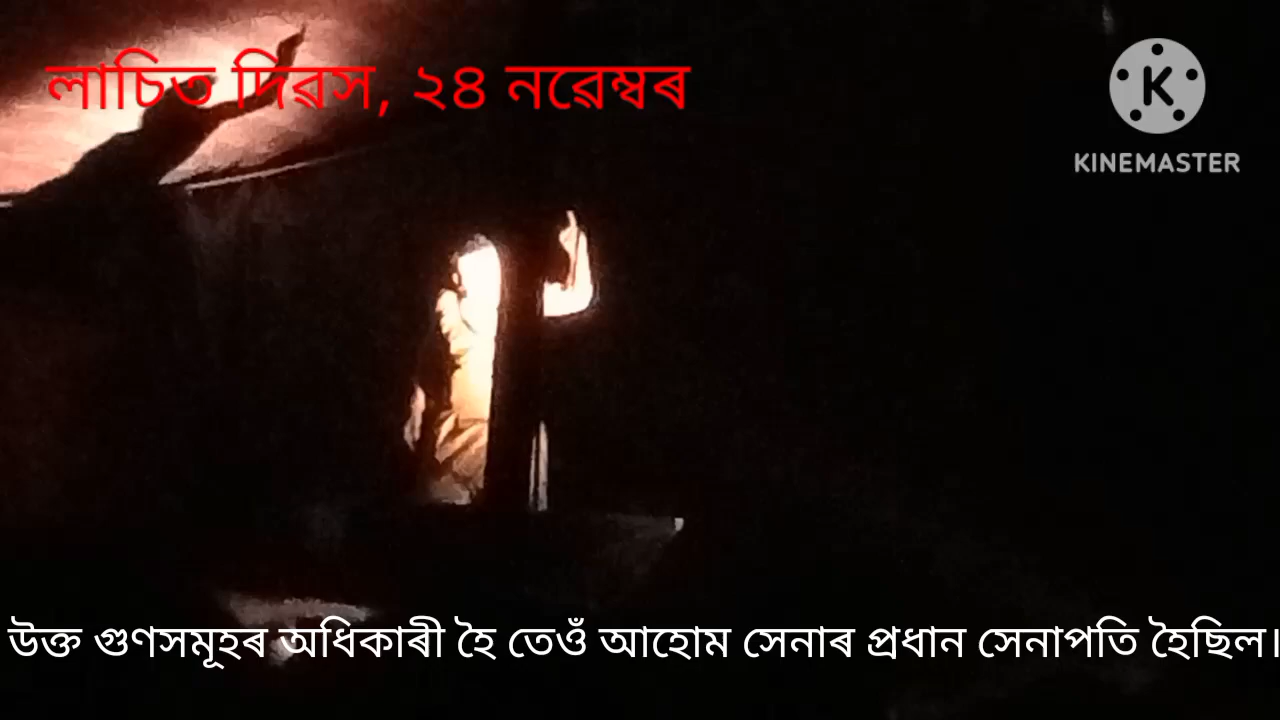 লাচিত দিৱস, ২৪ নৱেম্বৰ
KINEMASTER
উক্ত গুণসমূহৰ অধিকাৰী হৈ তেওঁ আহোম সেনাৰ প্ৰধান সেনাপতি হৈছিল।